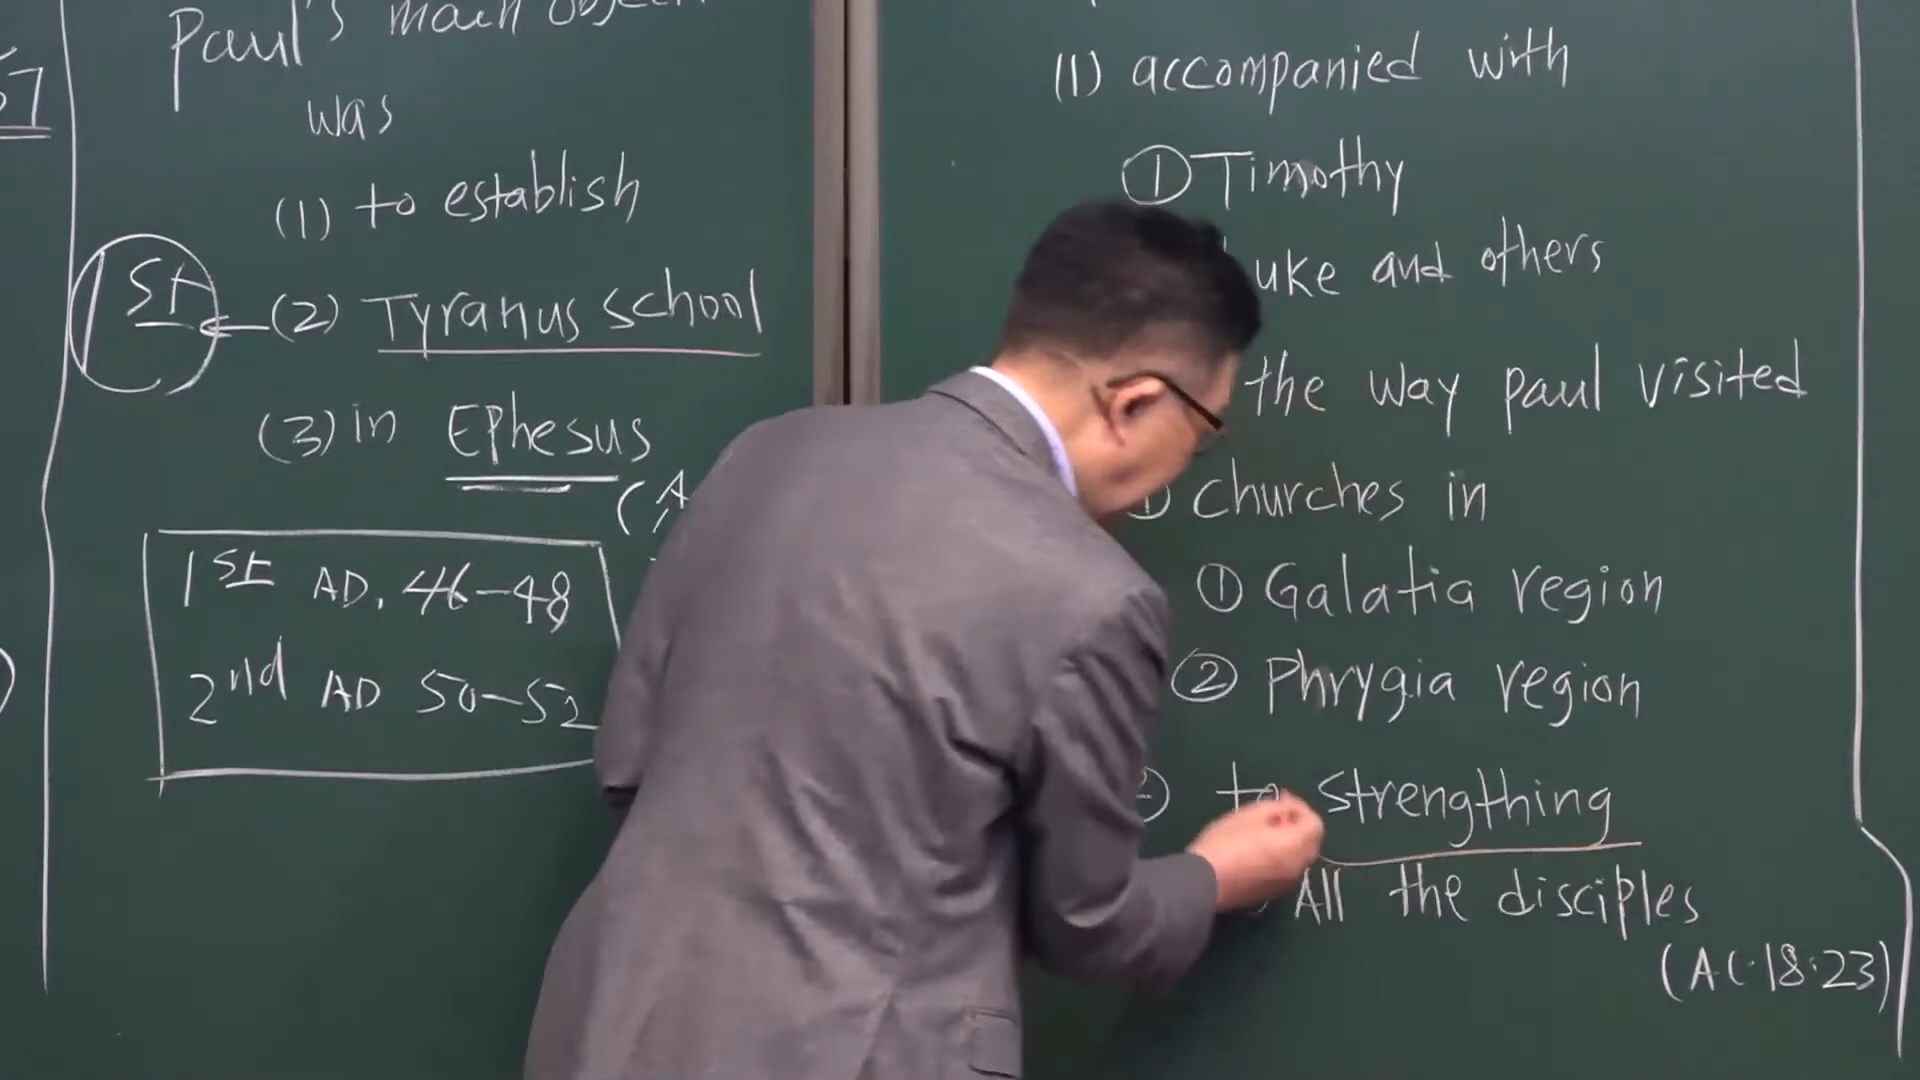 57
Paul's main
was
(1) to establish
1st ← (2) Tyranus school
(3) in Ephesus
(A
1st AD. 46-48
2nd AD 50-52
(1) accompanied with
① Timothy
uke and others
the way paul visited
churches in
① Galatia region
② Phrygia region
to strengthing
All the disciples
(AC.18:23)